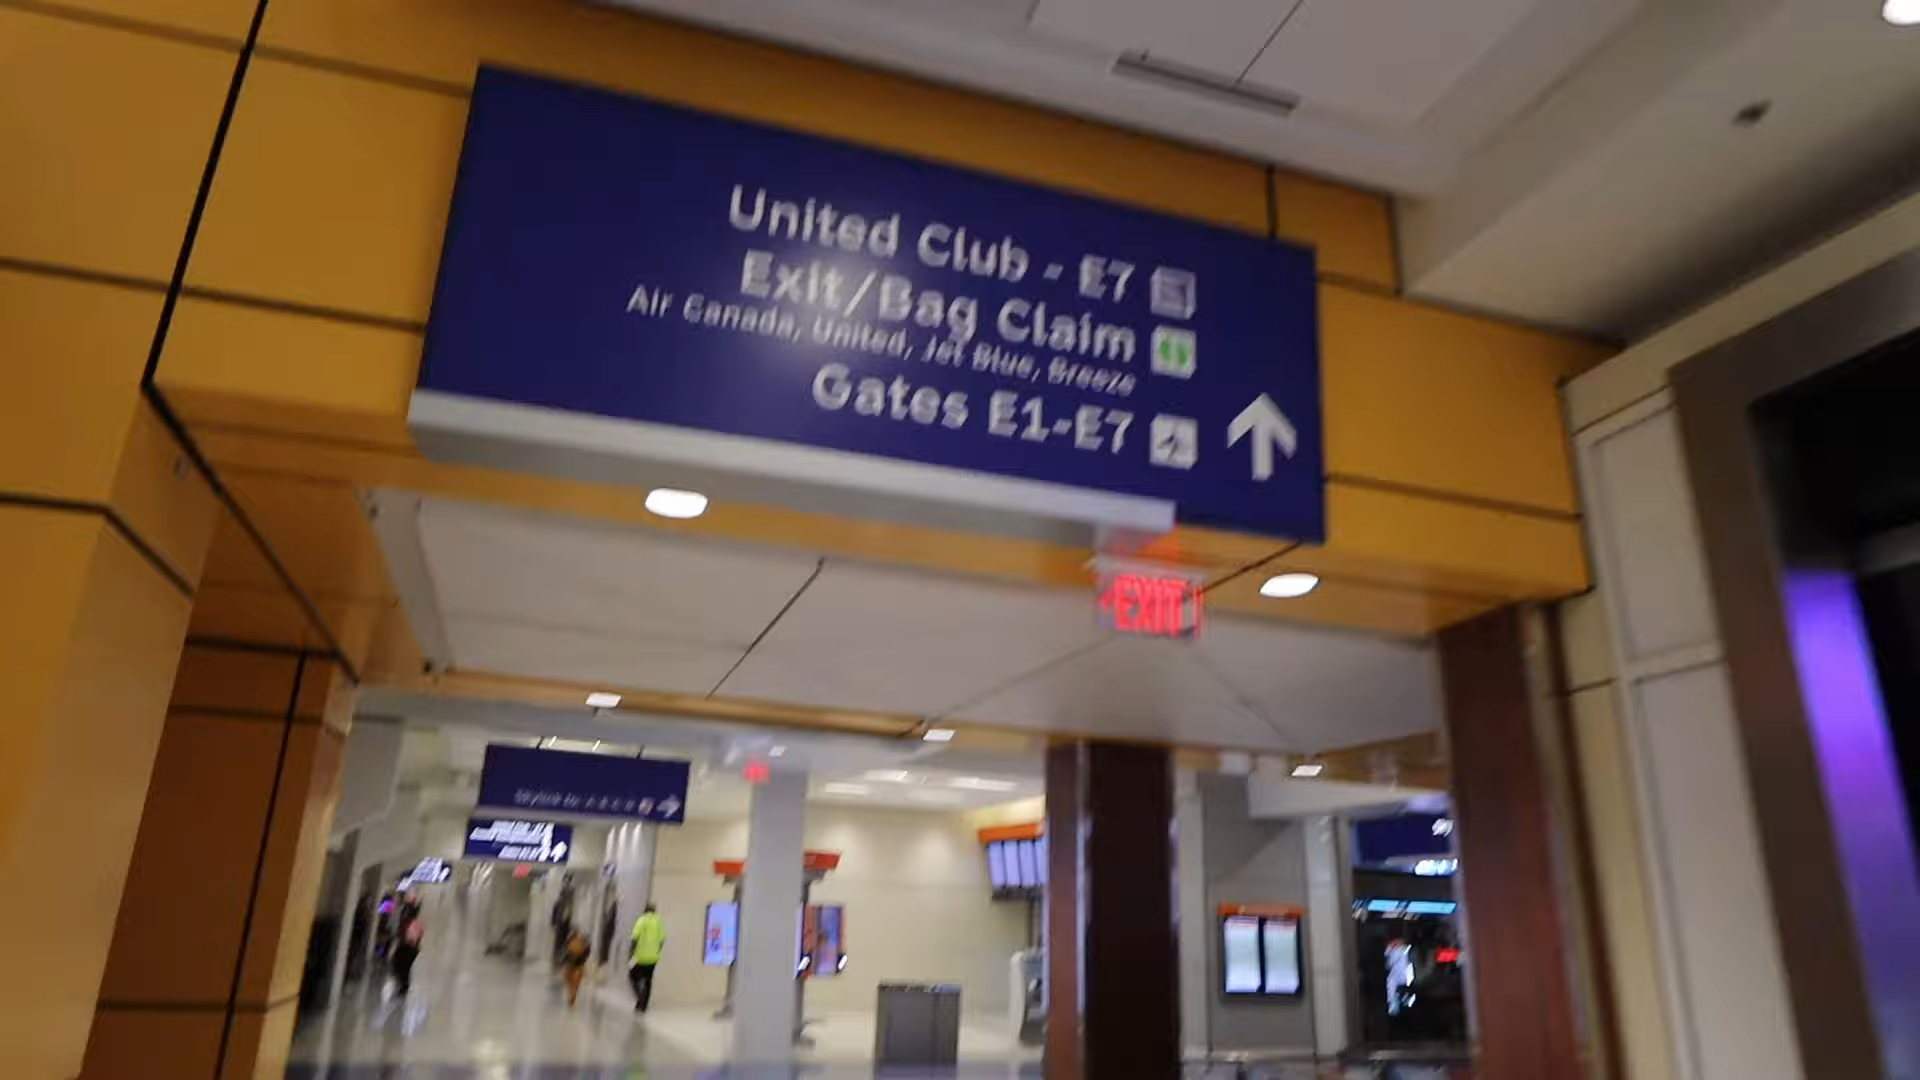 United Club - E7
Exit/Bag Claim
Air Canada, United, Jet Blue, Breeze
Gates E1-E7
EXIT